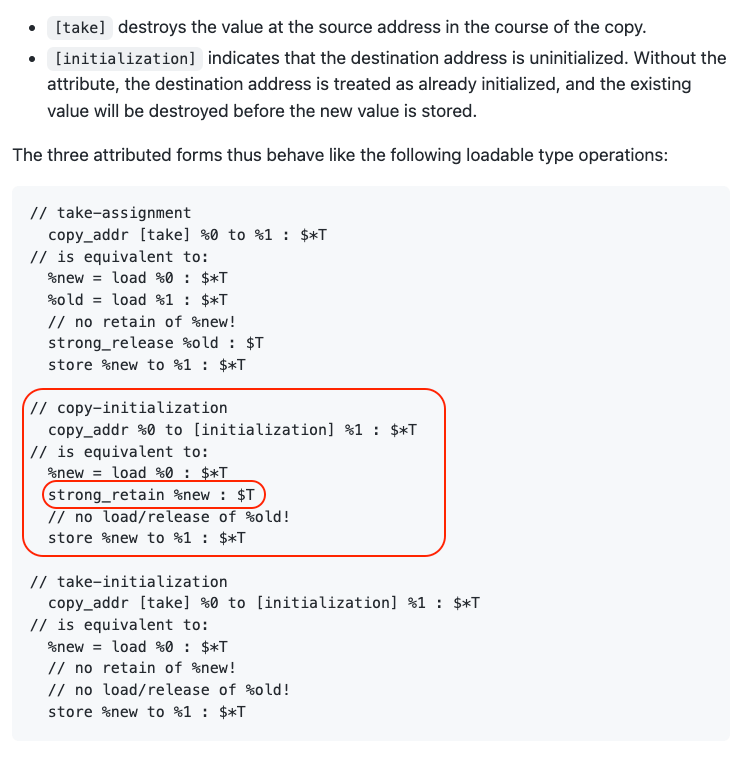 • [take] destroys the value at the source address in the course of the copy.
• [initialization] indicates that the destination address is uninitialized. Without the
attribute, the destination address is treated as already initialized, and the existing
value will be destroyed before the new value is stored.
The three attributed forms thus behave like the following loadable type operations:
// take-assignment
  copy_addr [take] %0 to %1 : $*T
// is equivalent to:
  %new = load %0 : $*T
  %old = load %1 : $*T
  // no retain of %new!
  strong_release %old : $T
  store %new to %1 : $*T
// copy-initialization
  copy_addr %0 to [initialization] %1 : $*T
// is equivalent to:
  %new = load %0 : $*T
  strong_retain %new : $T
  // no load/release of %old!
  store %new to %1 : $*T
// take-initialization
  copy_addr [take] %0 to [initialization] %1 : $*T
// is equivalent to:
  %new = load %0 : $*T
  // no retain of %new!
  // no load/release of %old!
  store %new to %1 : $*T